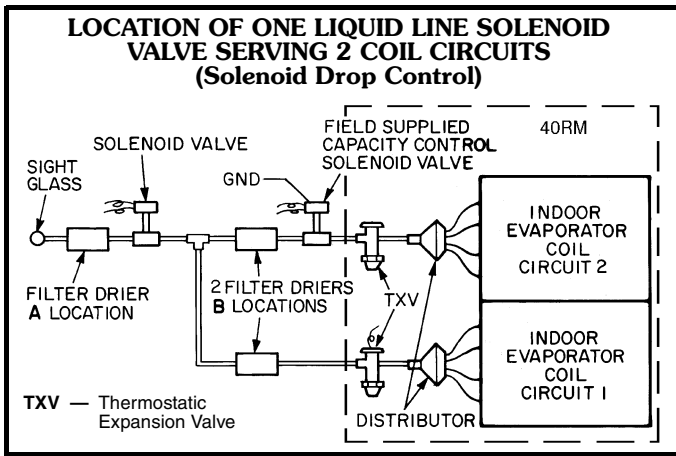 LOCATION OF ONE LIQUID LINE SOLENOID
VALVE SERVING 2 COIL CIRCUITS
(Solenoid Drop Control)
SOLENOID VALVE
FIELD SUPPLIED
CAPACITY CONTROL
SOLENOID VALVE
40RM
SIGHT
GLASS
GND
INDOOR
EVAPORATOR
COIL
CIRCUIT 2
FILTER DRIER
A LOCATION
2 FILTER DRIERS
B LOCATIONS
TXV
INDOOR
EVAPORATOR
COIL
CIRCUIT 1
TXV — Thermostatic
Expansion Valve
DISTRIBUTOR